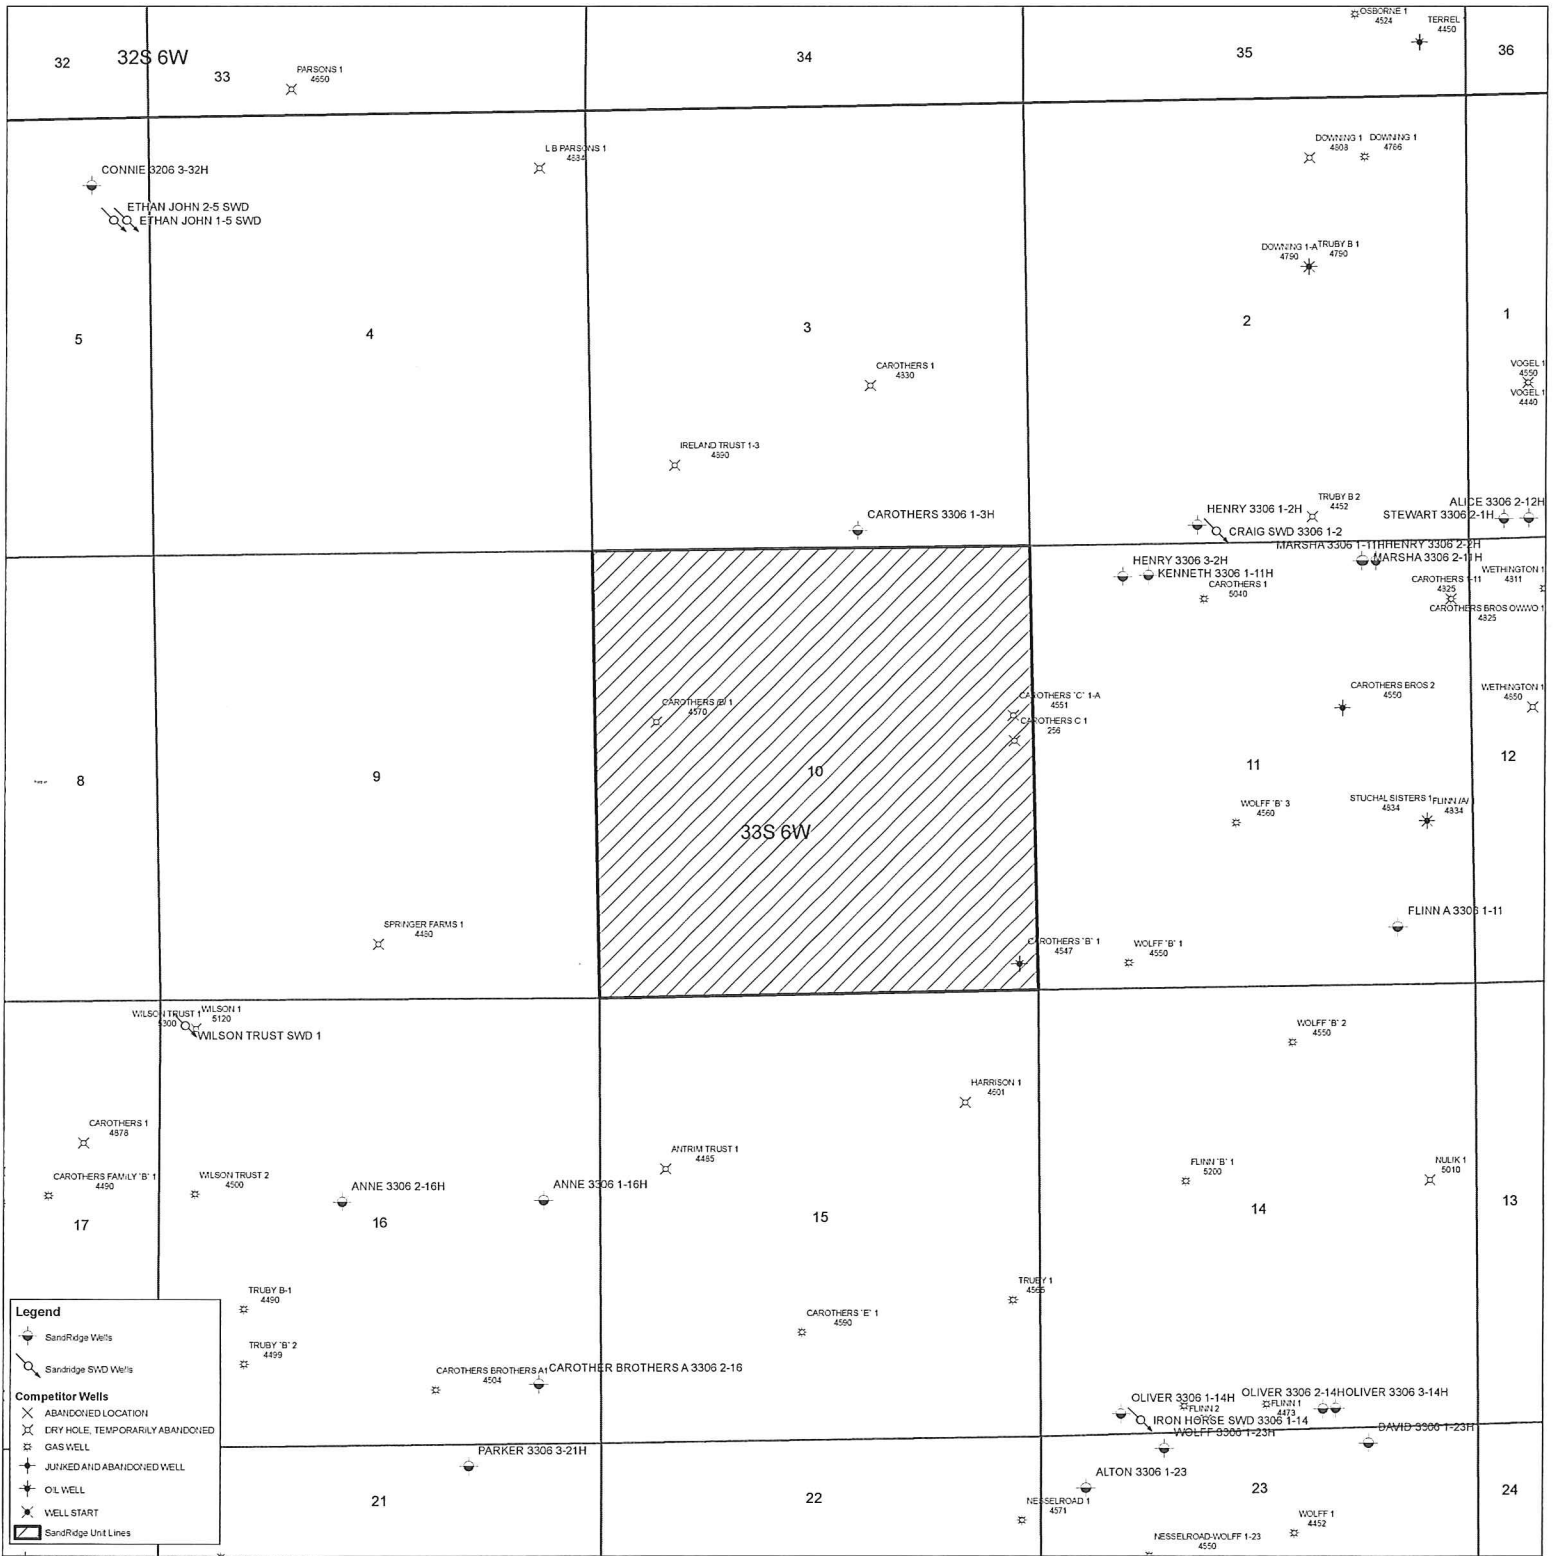 OSBORNE 1
4524
TERREL 1
4450
32
32S 6W
33
PARSONS 1
4650
34
35
36
L B PARSONS 1
DOWNING 1
4808
DOWNING 1
4766
CONNIE 3206 3-32H
ETHAN JOHN 2-5 SWD
ETHAN JOHN 1-5 SWD
DOWNING 1-A
4790
TRUBY B 1
4790
5
4
3
2
1
CAROTHERS 1
4830
VOGEL 1
4550
VOGEL 1
4440
IRELAND TRUST 1-3
4890
CAROTHERS 3306 1-3H
HENRY 3306 1-2H
TRUBY B 2
4452
CRAIG SWD 3306 1-2
ALICE 3306 2-12H
STEWART 3306 2-1H
MARSHA 3306 1-11H
HENRY 3306 2-2H
MARSHA 3306 2-11H
HENRY 3306 3-2H
KENNETH 3306 1-11H
CAROTHERS 1
5040
CAROTHERS 1-11
4825
WETHINGTON 1
4811
CAROTHERS BROS OWWO 1
4825
CAROTHERS /B/ 1
4570
CAROTHERS "C" 1-A
4551
CAROTHERS C 1
256
CAROTHERS BROS 2
4550
WETHINGTON 1
4650
8
9
10
11
12
33S 6W
WOLFF "B" 3
4560
STUCHAL SISTERS 1
4834
FLINN /A/
4834
SPRINGER FARMS 1
4480
CAROTHERS "B" 1
4547
WOLFF "B" 1
4550
FLINN A 3306 1-11
WILSON TRUST 1
5300
WILSON 1
5120
WILSON TRUST SWD 1
WOLFF "B" 2
4550
HARRISON 1
4601
CAROTHERS 1
4878
CAROTHERS FAMILY "B" 1
4490
WILSON TRUST 2
4500
ANNE 3306 2-16H
ANNE 3306 1-16H
ANTRIM TRUST 1
4485
FLINN "B" 1
5200
NULIK 1
5010
17
16
15
14
13
TRUBY B-1
4490
TRUBY "B" 2
4499
CAROTHERS "E" 1
4590
TRUBY 1
4565
CAROTHERS BROTHERS A1
4504
CAROTHER BROTHERS A 3306 2-16
OLIVER 3306 1-14H
FLINN 2
OLIVER 3306 2-14H
FLINN 1
4473
OLIVER 3306 3-14H
IRON HORSE SWD 3306 1-14
WOLFF 3306 1-23H
DAVID 3306 1-23H
PARKER 3306 3-21H
ALTON 3306 1-23
21
22
23
24
NESSELROAD 1
4571
WOLFF 1
4452
NESSELROAD-WOLFF 1-23
4550
Legend
SandRidge Wells
Sandridge SWD Wells
Competitor Wells
ABANDONED LOCATION
DRY HOLE, TEMPORARILY ABANDONED
GAS WELL
JUNKED AND ABANDONED WELL
OIL WELL
WELL START
SandRidge Unit Lines